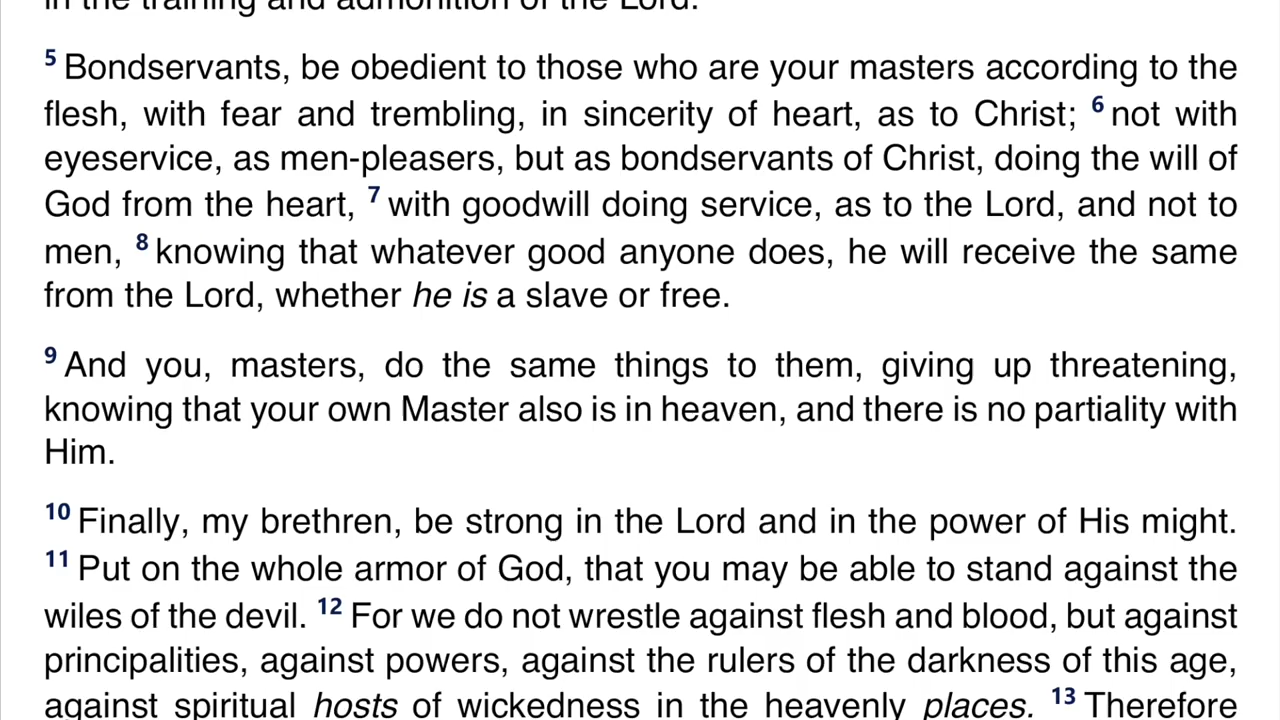 in the training and admonition of the Lord.
5 Bondservants, be obedient to those who are your masters according to the
flesh, with fear and trembling, in sincerity of heart, as to Christ; 6 not with
eyeservice, as men-pleasers, but as bondservants of Christ, doing the will of
God from the heart, 7 with goodwill doing service, as to the Lord, and not to
men, 8 knowing that whatever good anyone does, he will receive the same
from the Lord, whether he is a slave or free.
9 And you, masters, do the same things to them, giving up threatening,
knowing that your own Master also is in heaven, and there is no partiality with
Him.
10 Finally, my brethren, be strong in the Lord and in the power of His might.
11 Put on the whole armor of God, that you may be able to stand against the
wiles of the devil. 12 For we do not wrestle against flesh and blood, but against
principalities, against powers, against the rulers of the darkness of this age,
against spiritual hosts of wickedness in the heavenly places. 13 Therefore